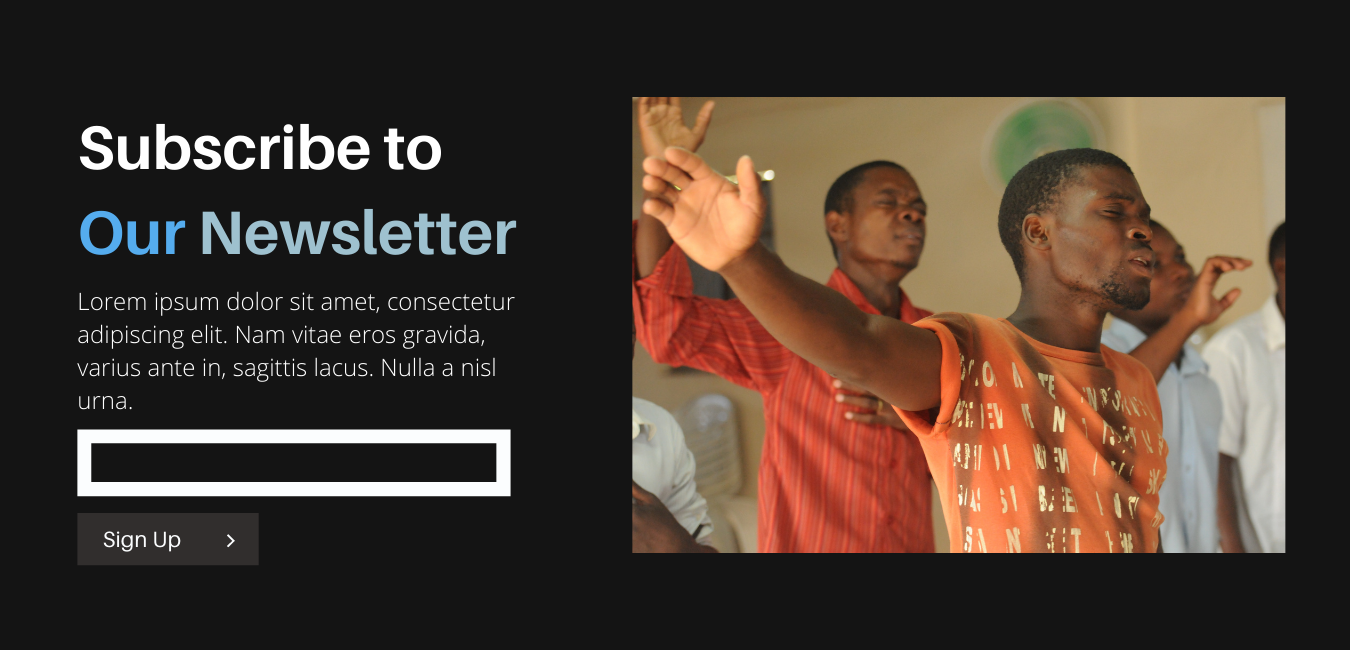 Subscribe to
Our Newsletter
Lorem ipsum dolor sit amet, consectetur
adipiscing elit. Nam vitae eros gravida,
varius ante in, sagittis lacus. Nulla a nisl
urna.
Sign Up